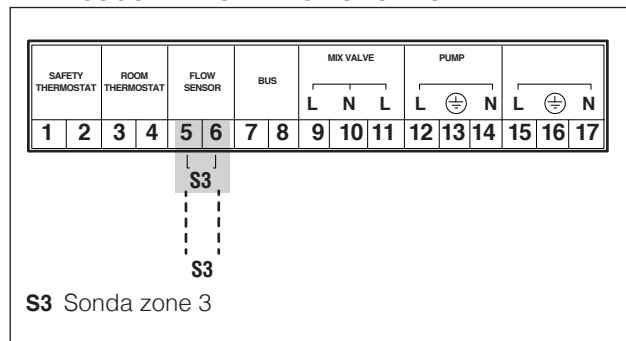 SAFETY THERMOSTAT ROOM THERMOSTAT FLOW SENSOR BUS MIX VALVE PUMP
L N L L N L N
1 2 3 4 5 6 7 8 9 10 11 12 13 14 15 16 17
S3
S3
S3 Sonda zone 3